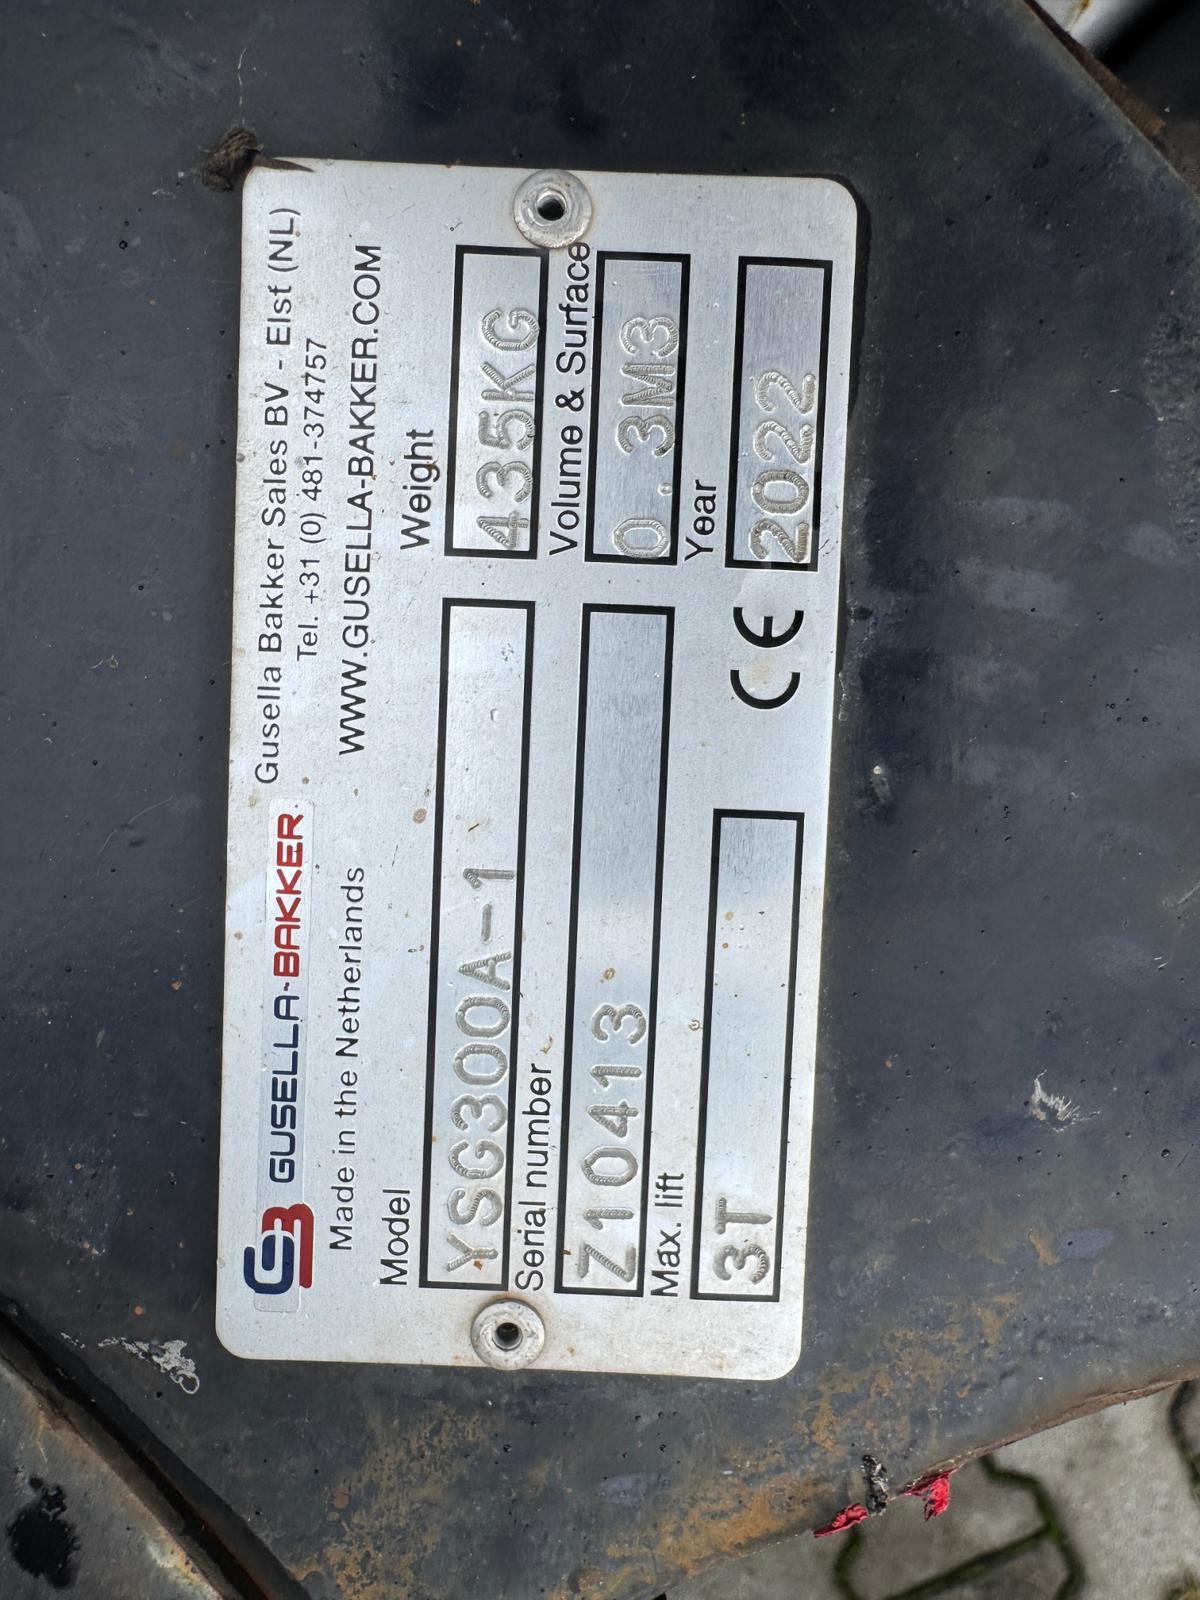 GB GUSELLA-BAKKER
Gusella Bakker Sales BV - Elst (NL)
Tel. +31 (0) 481-374757
Made in the Netherlands
WWW.GUSELLA-BAKKER.COM
Model
YSG300A-1
Weight
435KG
Serial number
Z10413
Volume & Surface
0.3M3
Max. lift
3T
CE
Year
2022